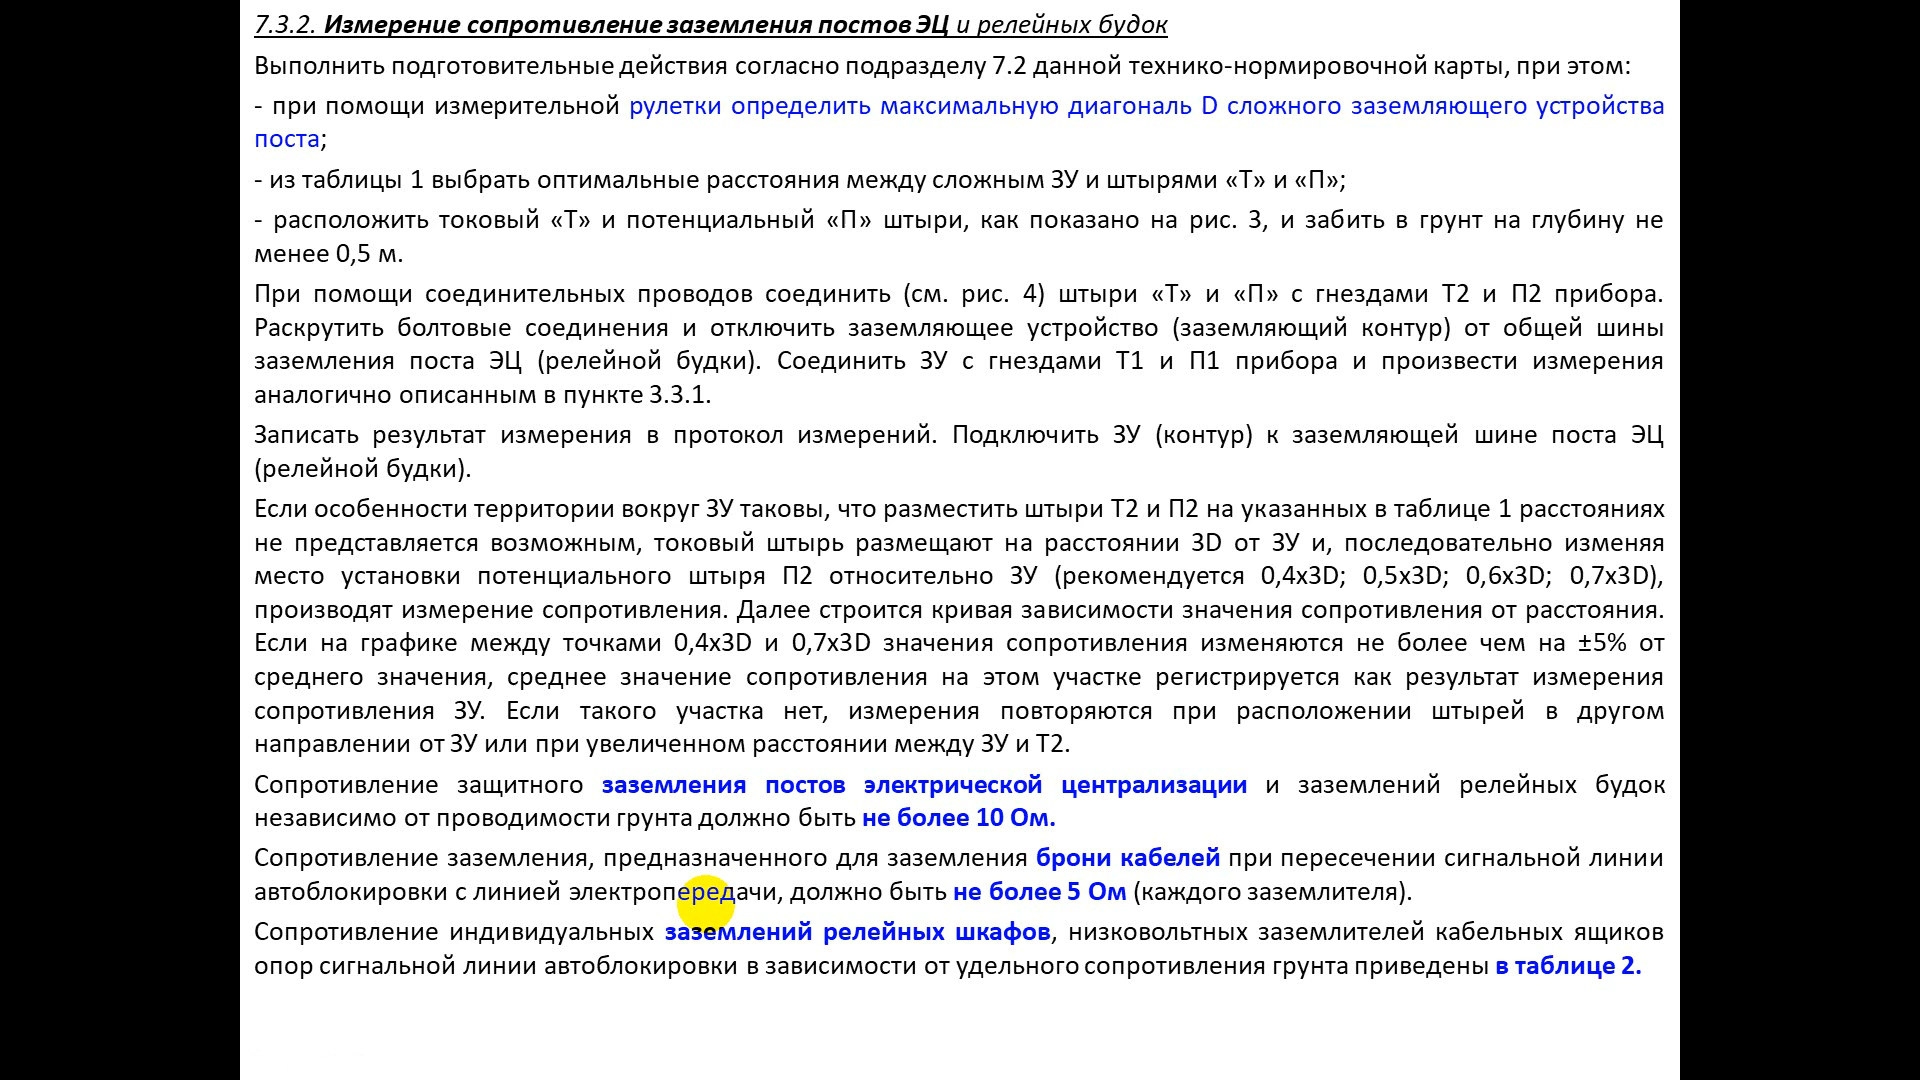 7.3.2. Измерение сопротивление заземления постов ЭЦ и релейных будок
Выполнить подготовительные действия согласно подразделу 7.2 данной технико-нормировочной карты, при этом:
- при помощи измерительной рулетки определить максимальную диагональ D сложного заземляющего устройства
поста;
- из таблицы 1 выбрать оптимальные расстояния между сложным ЗУ и штырями «Т» и «П»;
- расположить токовый «Т» и потенциальный «П» штыри, как показано на рис. 3, и забить в грунт на глубину не
менее 0,5 м.
При помощи соединительных проводов соединить (см. рис. 4) штыри «Т» и «П» с гнездами Т2 и П2 прибора.
Раскрутить болтовые соединения и отключить заземляющее устройство (заземляющий контур) от общей шины
заземления поста ЭЦ (релейной будки). Соединить ЗУ с гнездами Т1 и П1 прибора и произвести измерения
аналогично описанным в пункте 3.3.1.
Записать результат измерения в протокол измерений. Подключить ЗУ (контур) к заземляющей шине поста ЭЦ
(релейной будки).
Если особенности территории вокруг ЗУ таковы, что разместить штыри Т2 и П2 на указанных в таблице 1 расстояниях
не представляется возможным, токовый штырь размещают на расстоянии 3D от ЗУ и, последовательно изменяя
место установки потенциального штыря П2 относительно ЗУ (рекомендуется 0,4х3D; 0,5х3D; 0,6х3D; 0,7х3D),
производят измерение сопротивления. Далее строится кривая зависимости значения сопротивления от расстояния.
Если на графике между точками 0,4х3D и 0,7х3D значения сопротивления изменяются не более чем на ±5% от
среднего значения, среднее значение сопротивления на этом участке регистрируется как результат измерения
сопротивления ЗУ. Если такого участка нет, измерения повторяются при расположении штырей в другом
направлении от ЗУ или при увеличенном расстоянии между ЗУ и Т2.
Сопротивление защитного заземления постов электрической централизации и заземлений релейных будок
независимо от проводимости грунта должно быть не более 10 Ом.
Сопротивление заземления, предназначенного для заземления брони кабелей при пересечении сигнальной линии
автоблокировки с линией электропередачи, должно быть не более 5 Ом (каждого заземлителя).
Сопротивление индивидуальных заземлений релейных шкафов, низковольтных заземлителей кабельных ящиков
опор сигнальной линии автоблокировки в зависимости от удельного сопротивления грунта приведены в таблице 2.